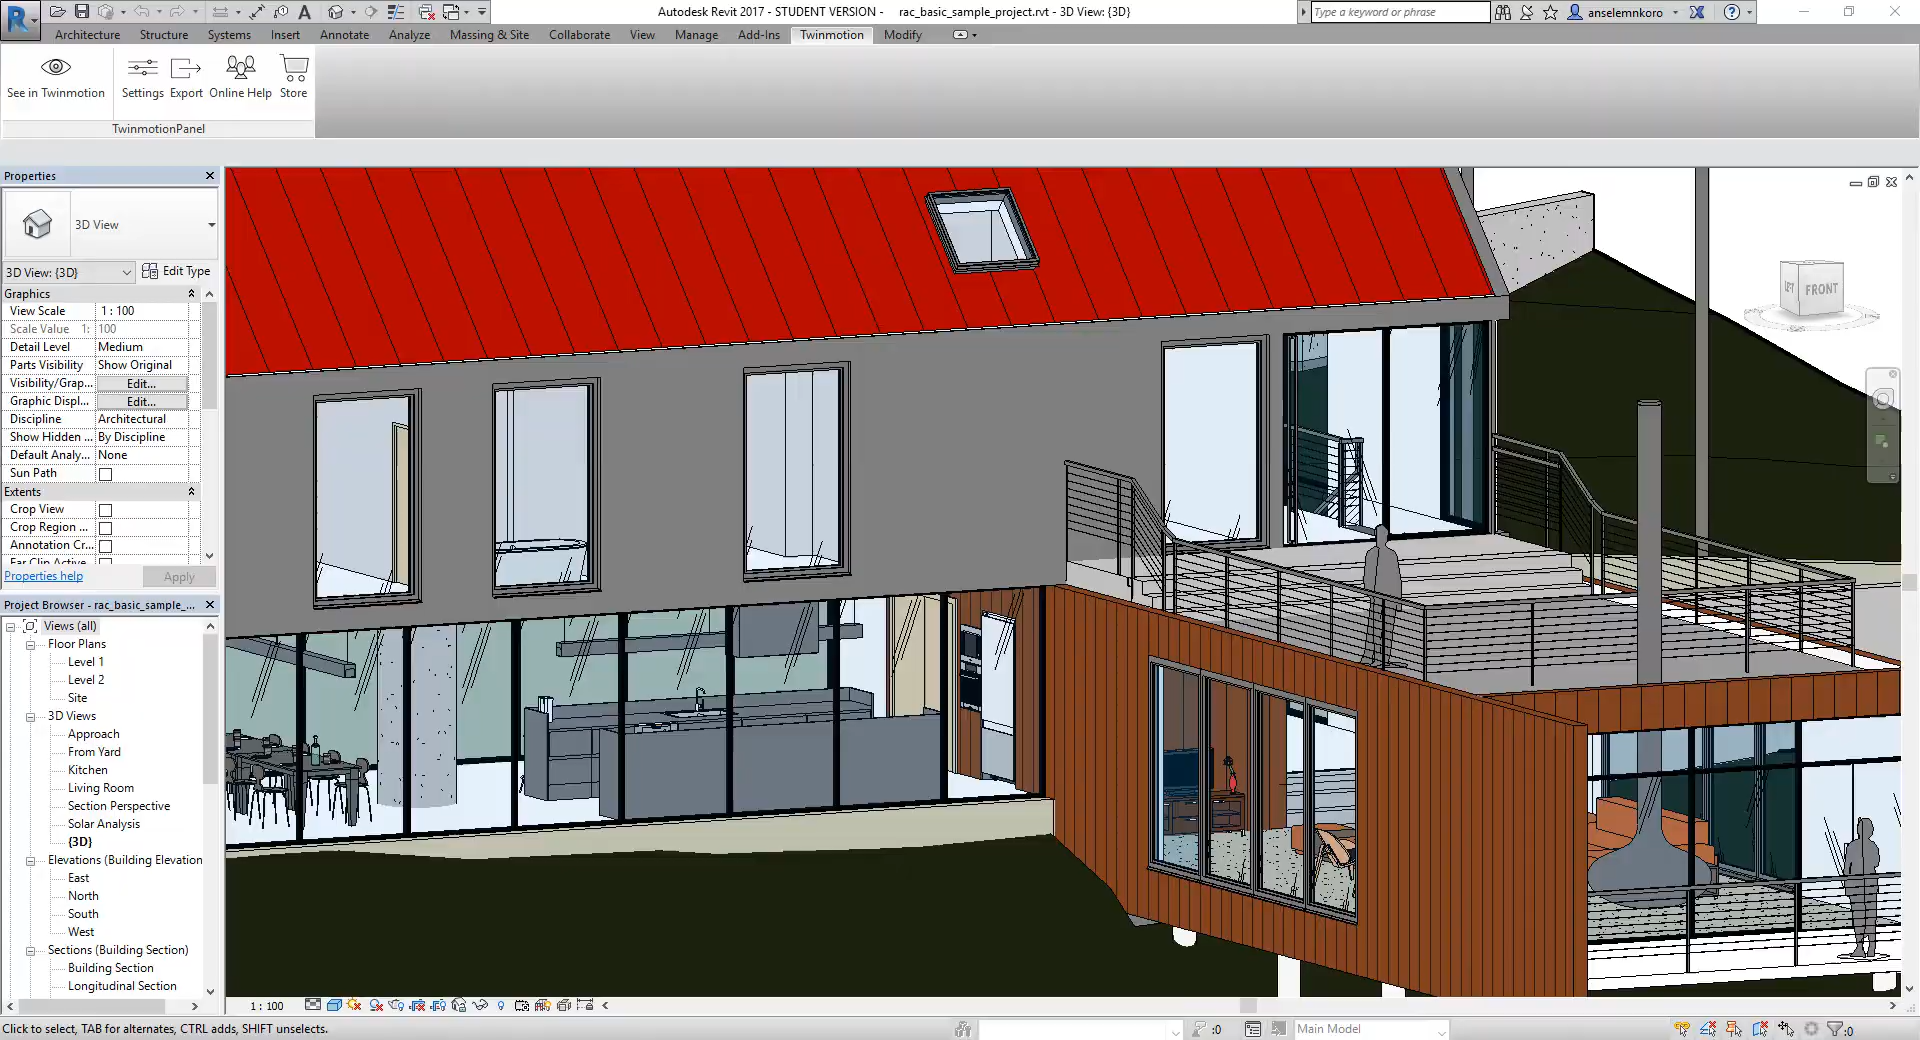 Autodesk Revit 2017 - STUDENT VERSION - rac_basic_sample_project.rvt - 3D View: {3D}
Type a keyword or phrase
anselemnkoro
Architecture Structure Systems Insert Annotate Analyze Massing & Site Collaborate View Manage Add-Ins Twinmotion Modify
See in Twinmotion Settings Export Online Help Store
TwinmotionPanel
Properties
3D View
3D View: {3D} Edit Type
Graphics
View Scale 1 : 100
Scale Value 1: 100
Detail Level Medium
Parts Visibility Show Original
Visibility/Grap... Edit...
Graphic Displ... Edit...
Discipline Architectural
Show Hidden ... By Discipline
Default Analy... None
Sun Path
Extents
Crop View
Crop Region ...
Annotation Cr...
Far Clip Active
Properties help Apply
Project Browser - rac_basic_sample_...
Views (all)
Floor Plans
Level 1
Level 2
Site
3D Views
Approach
From Yard
Kitchen
Living Room
Section Perspective
Solar Analysis
{3D}
Elevations (Building Elevation
East
North
South
West
Sections (Building Section)
Building Section
Longitudinal Section
LEFT FRONT
1 : 100
Click to select, TAB for alternates, CTRL adds, SHIFT unselects.
:0
Main Model
:0